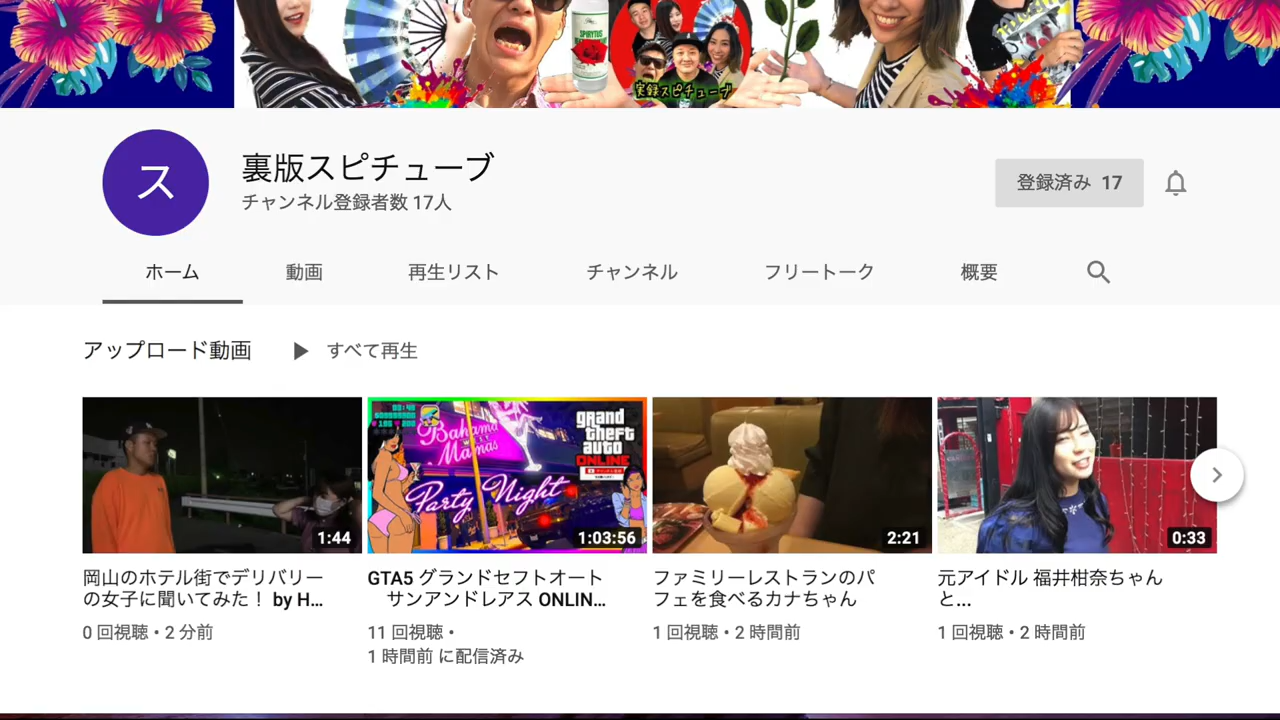 SPIRYTUS
実録スピチューブ
ス
裏版スピチューブ
チャンネル登録者数 17人
登録済み 17
ホーム 動画 再生リスト チャンネル フリートーク 概要
アップロード動画 ▶ すべて再生
Bahama
Mamas
Party Night
grand
theft
auto
ONLINE
1:44
1:03:56
2:21
0:33
岡山のホテル街でデリバリー
の女子に聞いてみた！ by H...
0 回視聴・2 分前
GTA5 グランドセフトオート
サンアンドレアス ONLIN...
11 回視聴・
1 時間前 に配信済み
ファミリーレストランのパ
フェを食べるカナちゃん
1 回視聴・2 時間前
元アイドル 福井柑奈ちゃん
と...
1 回視聴・2 時間前